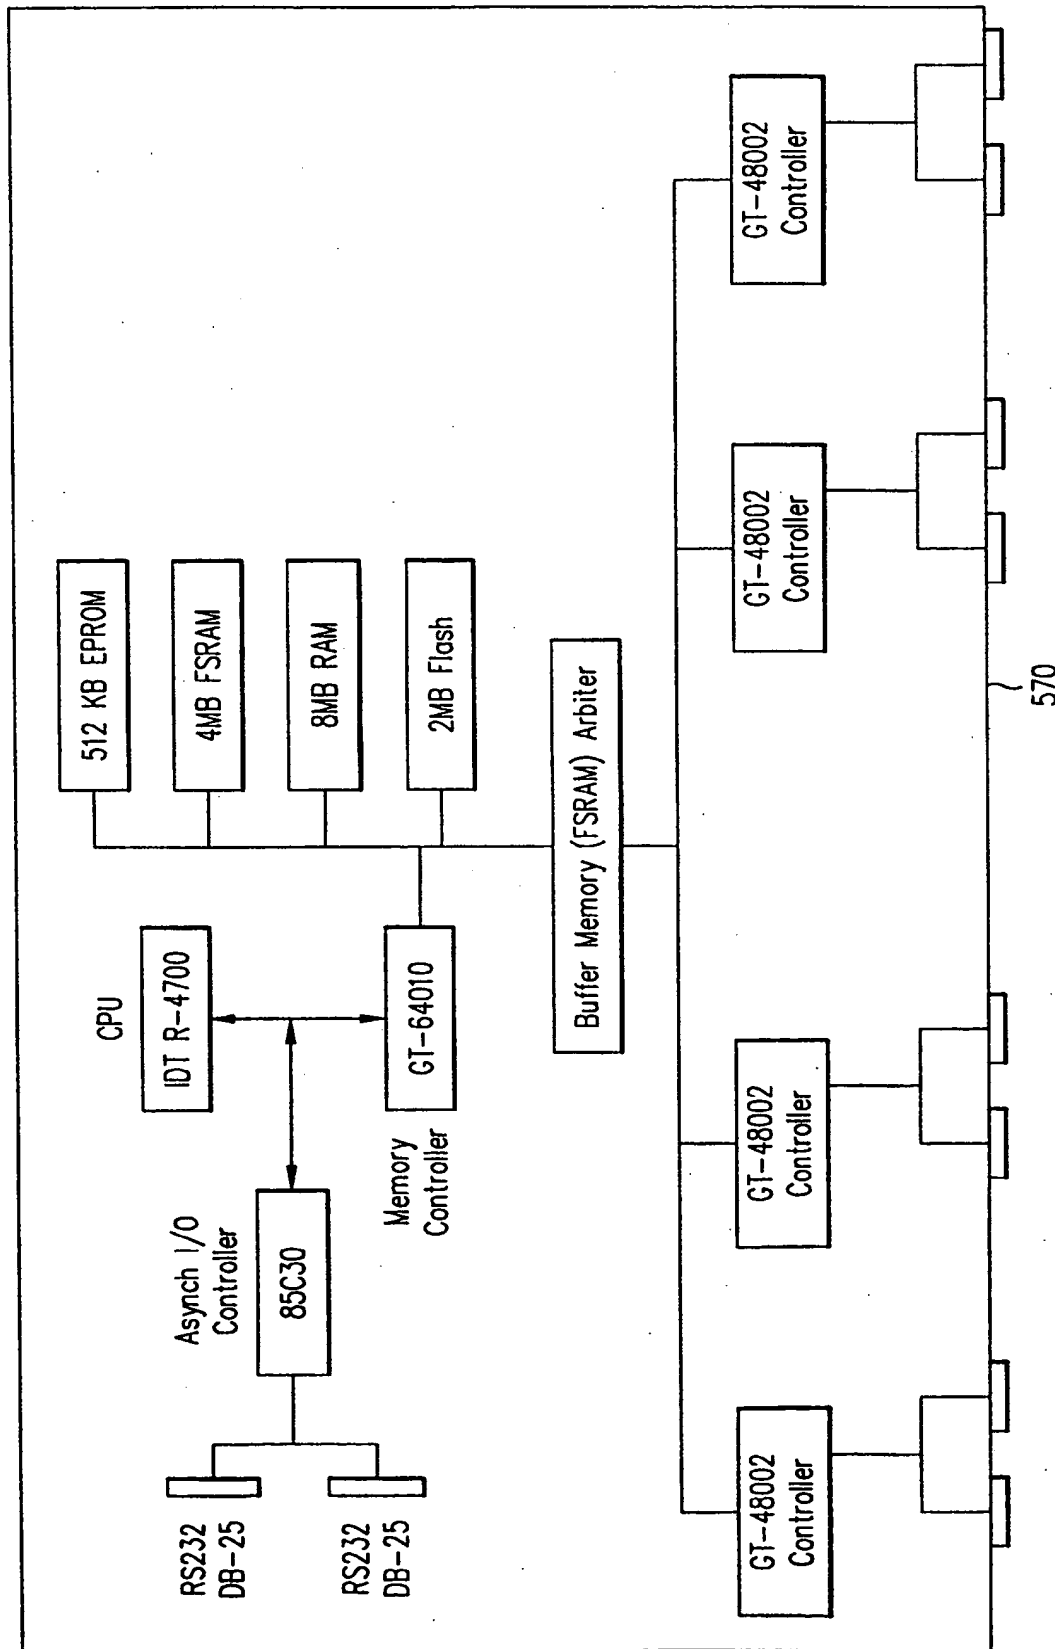 CPU
IDT R-4700
512 KB EPROM
4MB FSRAM
8MB RAM
2MB Flash
Asynch I/O
Controller
85C30
RS232
DB-25
RS232
DB-25
Memory
Controller
GT-64010
Buffer Memory (FSRAM) Arbiter
GT-48002
Controller
GT-48002
Controller
GT-48002
Controller
GT-48002
Controller
570